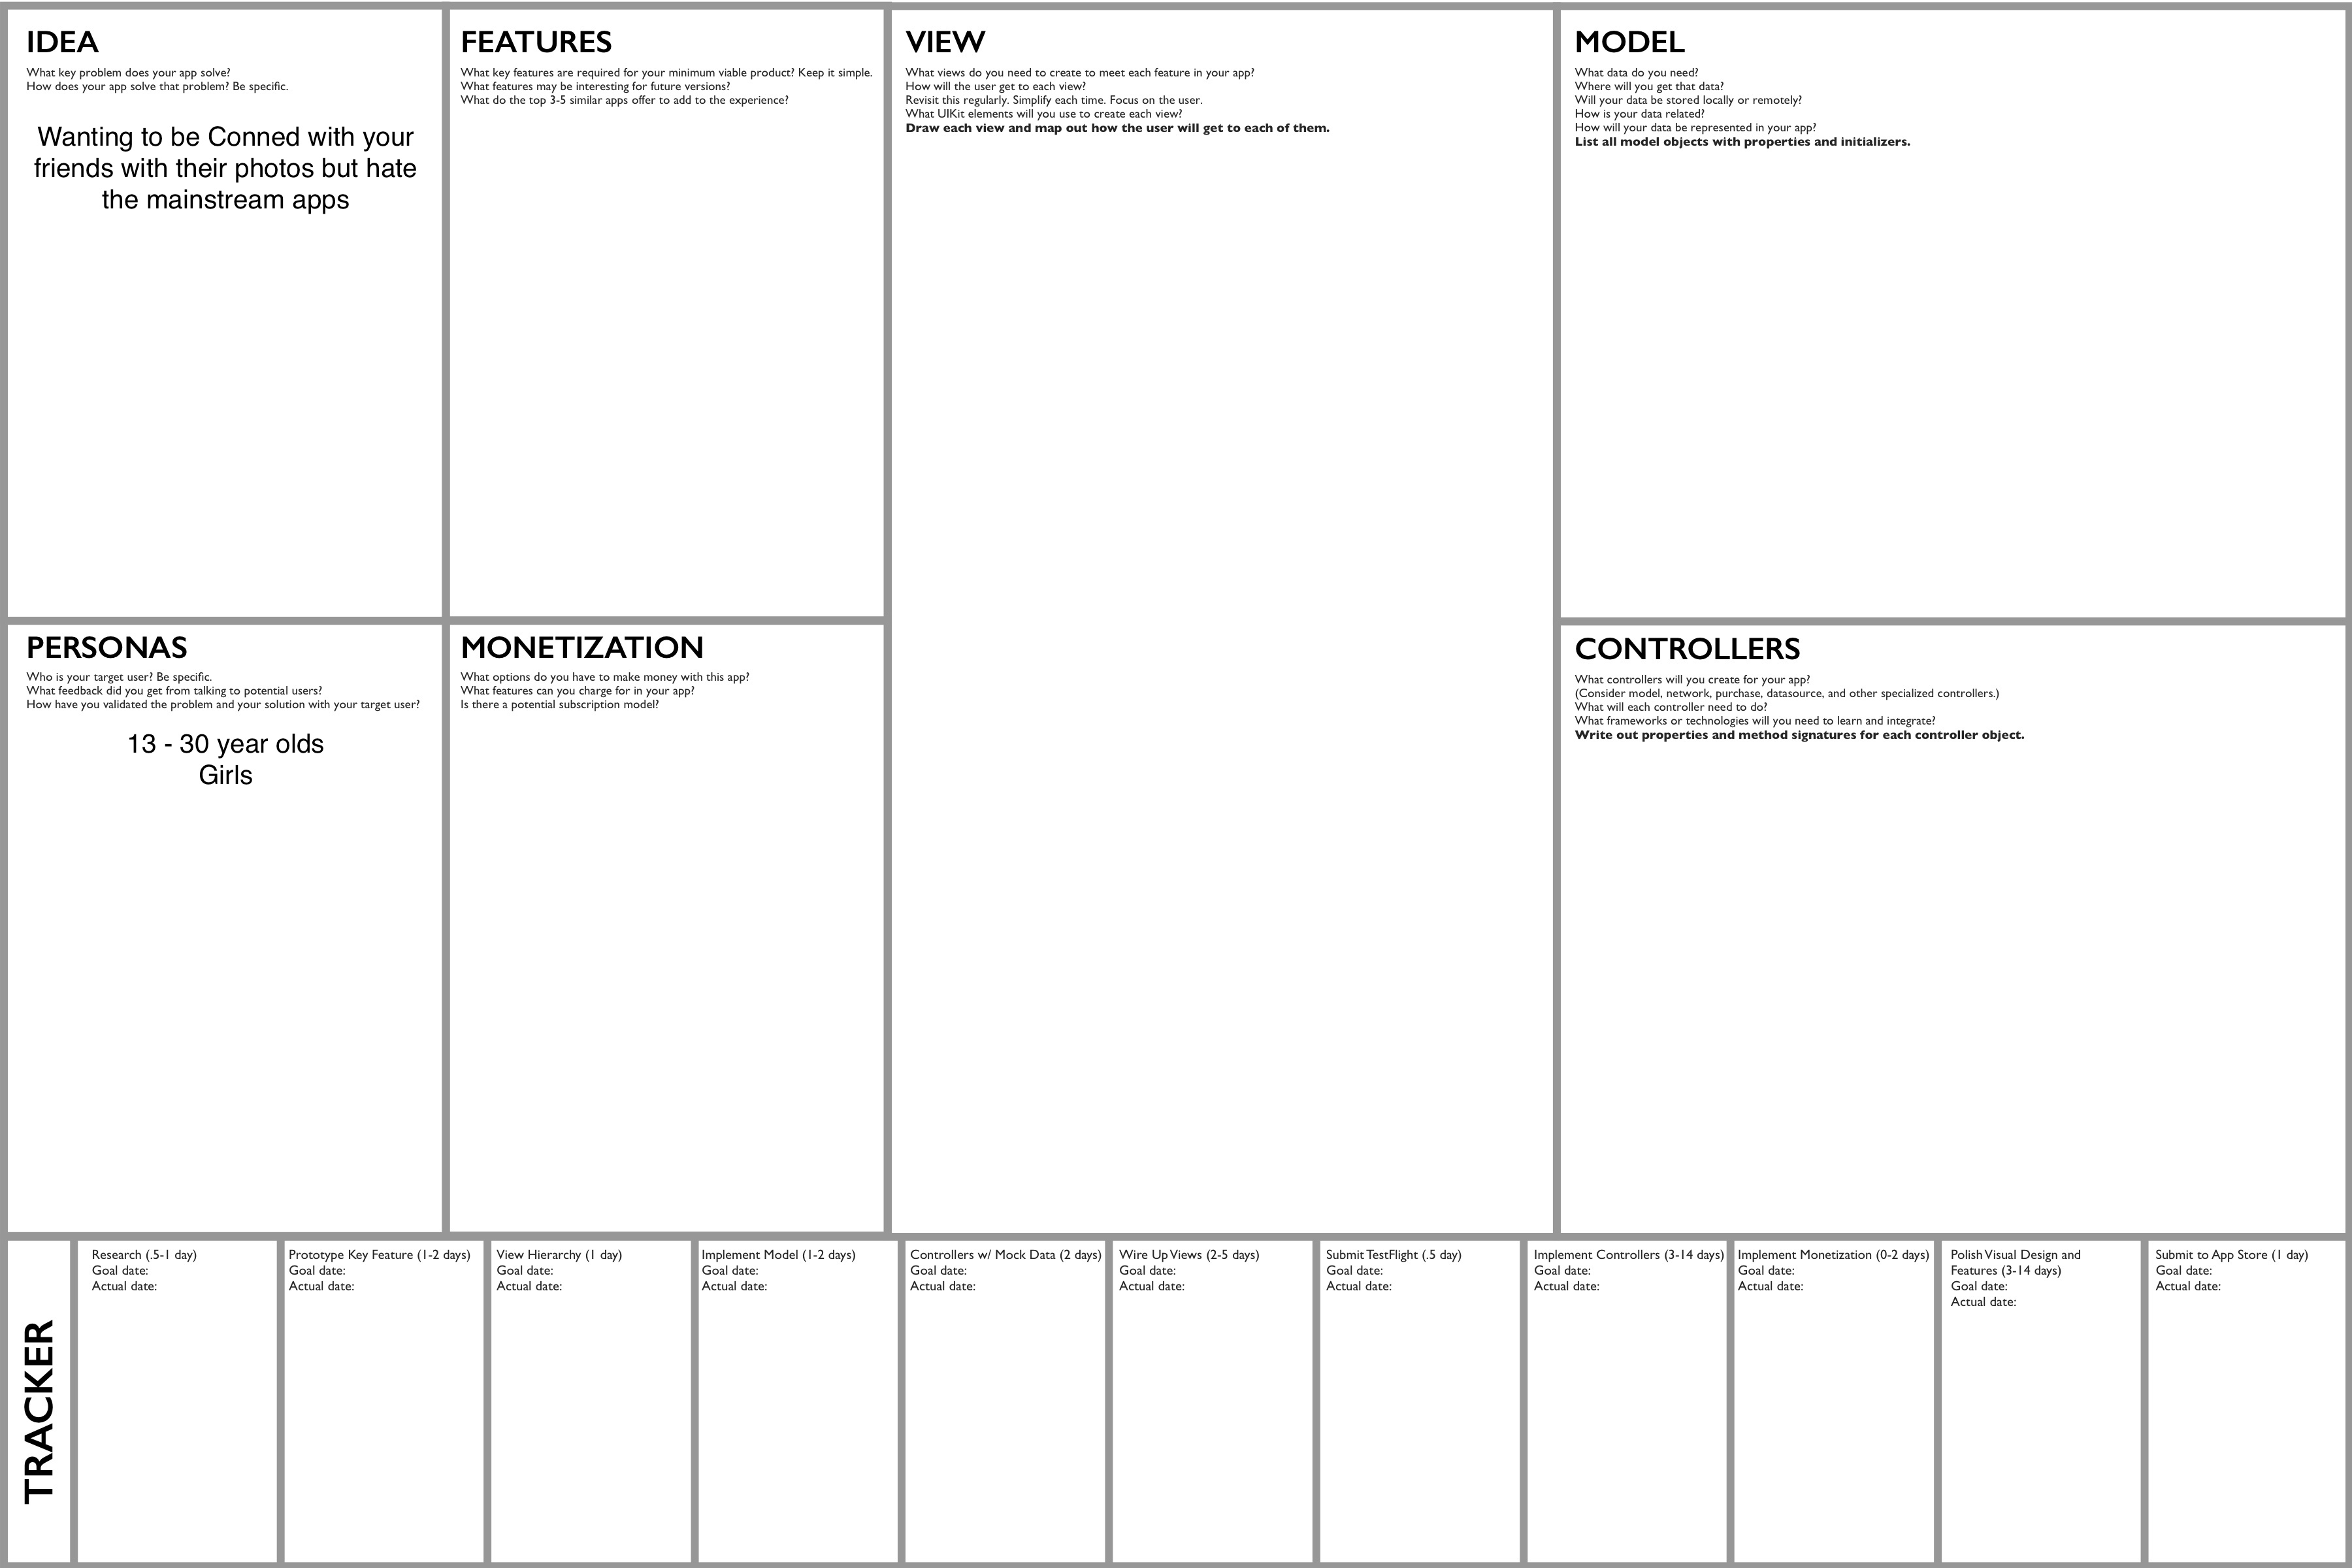 IDEA
What key problem does your app solve?
How does your app solve that problem? Be specific.
Wanting to be Conned with your
friends with their photos but hate
the mainstream apps
FEATURES
What key features are required for your minimum viable product? Keep it simple.
What features may be interesting for future versions?
What do the top 3-5 similar apps offer to add to the experience?
VIEW
What views do you need to create to meet each feature in your app?
How will the user get to each view?
Revisit this regularly. Simplify each time. Focus on the user.
What UIKit elements will you use to create each view?
Draw each view and map out how the user will get to each of them.
MODEL
What data do you need?
Where will you get that data?
Will your data be stored locally or remotely?
How is your data related?
How will your data be represented in your app?
List all model objects with properties and initializers.
PERSONAS
Who is your target user? Be specific.
What feedback did you get from talking to potential users?
How have you validated the problem and your solution with your target user?
13 - 30 year olds
Girls
MONETIZATION
What options do you have to make money with this app?
What features can you charge for in your app?
Is there a potential subscription model?
CONTROLLERS
What controllers will you create for your app?
(Consider model, network, purchase, datasource, and other specialized controllers.)
What will each controller need to do?
What frameworks or technologies will you need to learn and integrate?
Write out properties and method signatures for each controller object.
TRACKER
Research (.5-1 day)
Goal date:
Actual date:
Prototype Key Feature (1-2 days)
Goal date:
Actual date:
View Hierarchy (1 day)
Goal date:
Actual date:
Implement Model (1-2 days)
Goal date:
Actual date:
Controllers w/ Mock Data (2 days)
Goal date:
Actual date:
Wire Up Views (2-5 days)
Goal date:
Actual date:
Submit TestFlight (.5 day)
Goal date:
Actual date:
Implement Controllers (3-14 days)
Goal date:
Actual date:
Implement Monetization (0-2 days)
Goal date:
Actual date:
Polish Visual Design and
Features (3-14 days)
Goal date:
Actual date:
Submit to App Store (1 day)
Goal date:
Actual date: